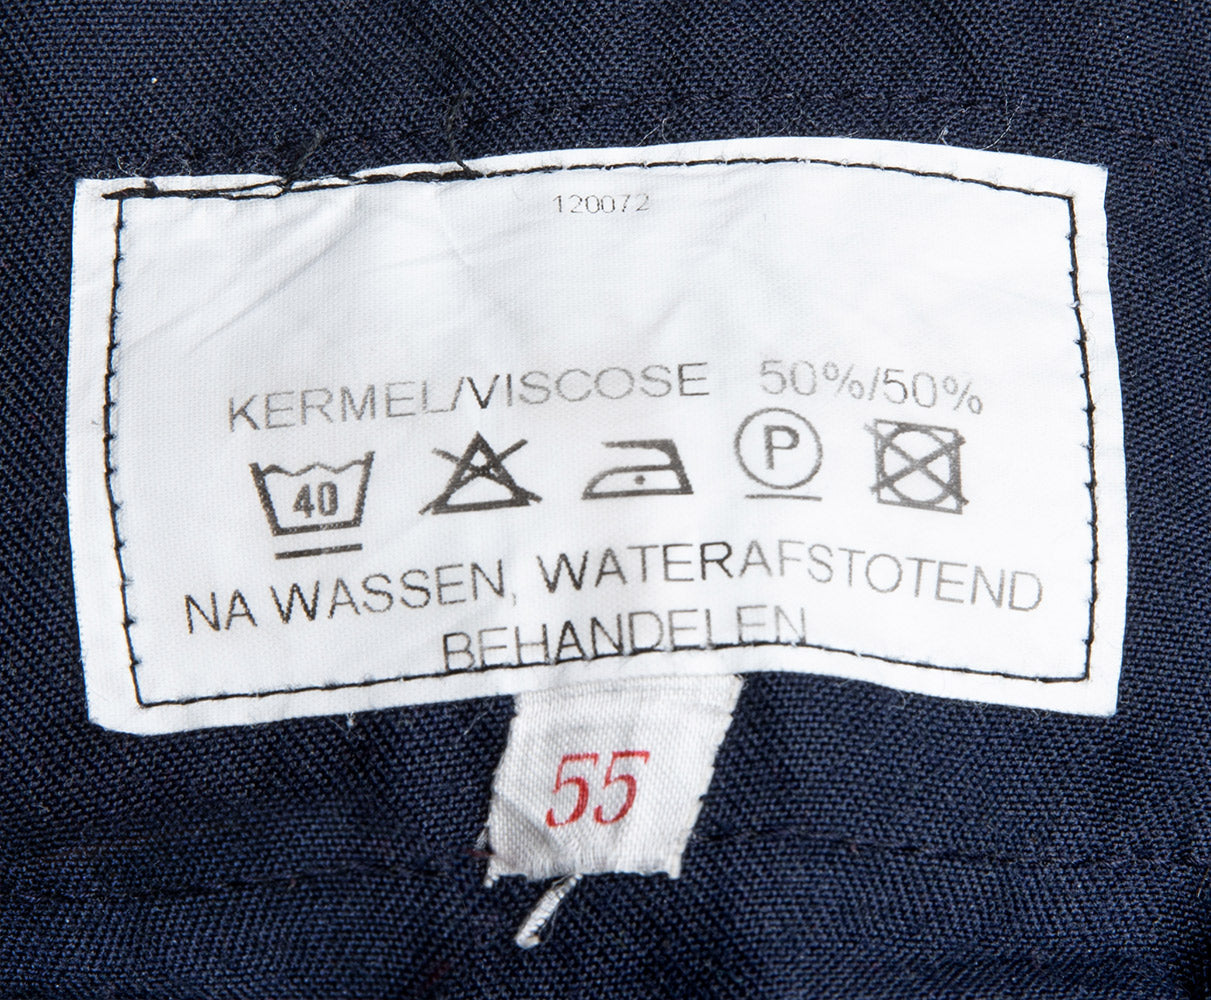 120072
KERMEL/VISCOSE 50%/50%
40 P
NA WASSEN, WATERAFSTOTEND
BEHANDELEN
55